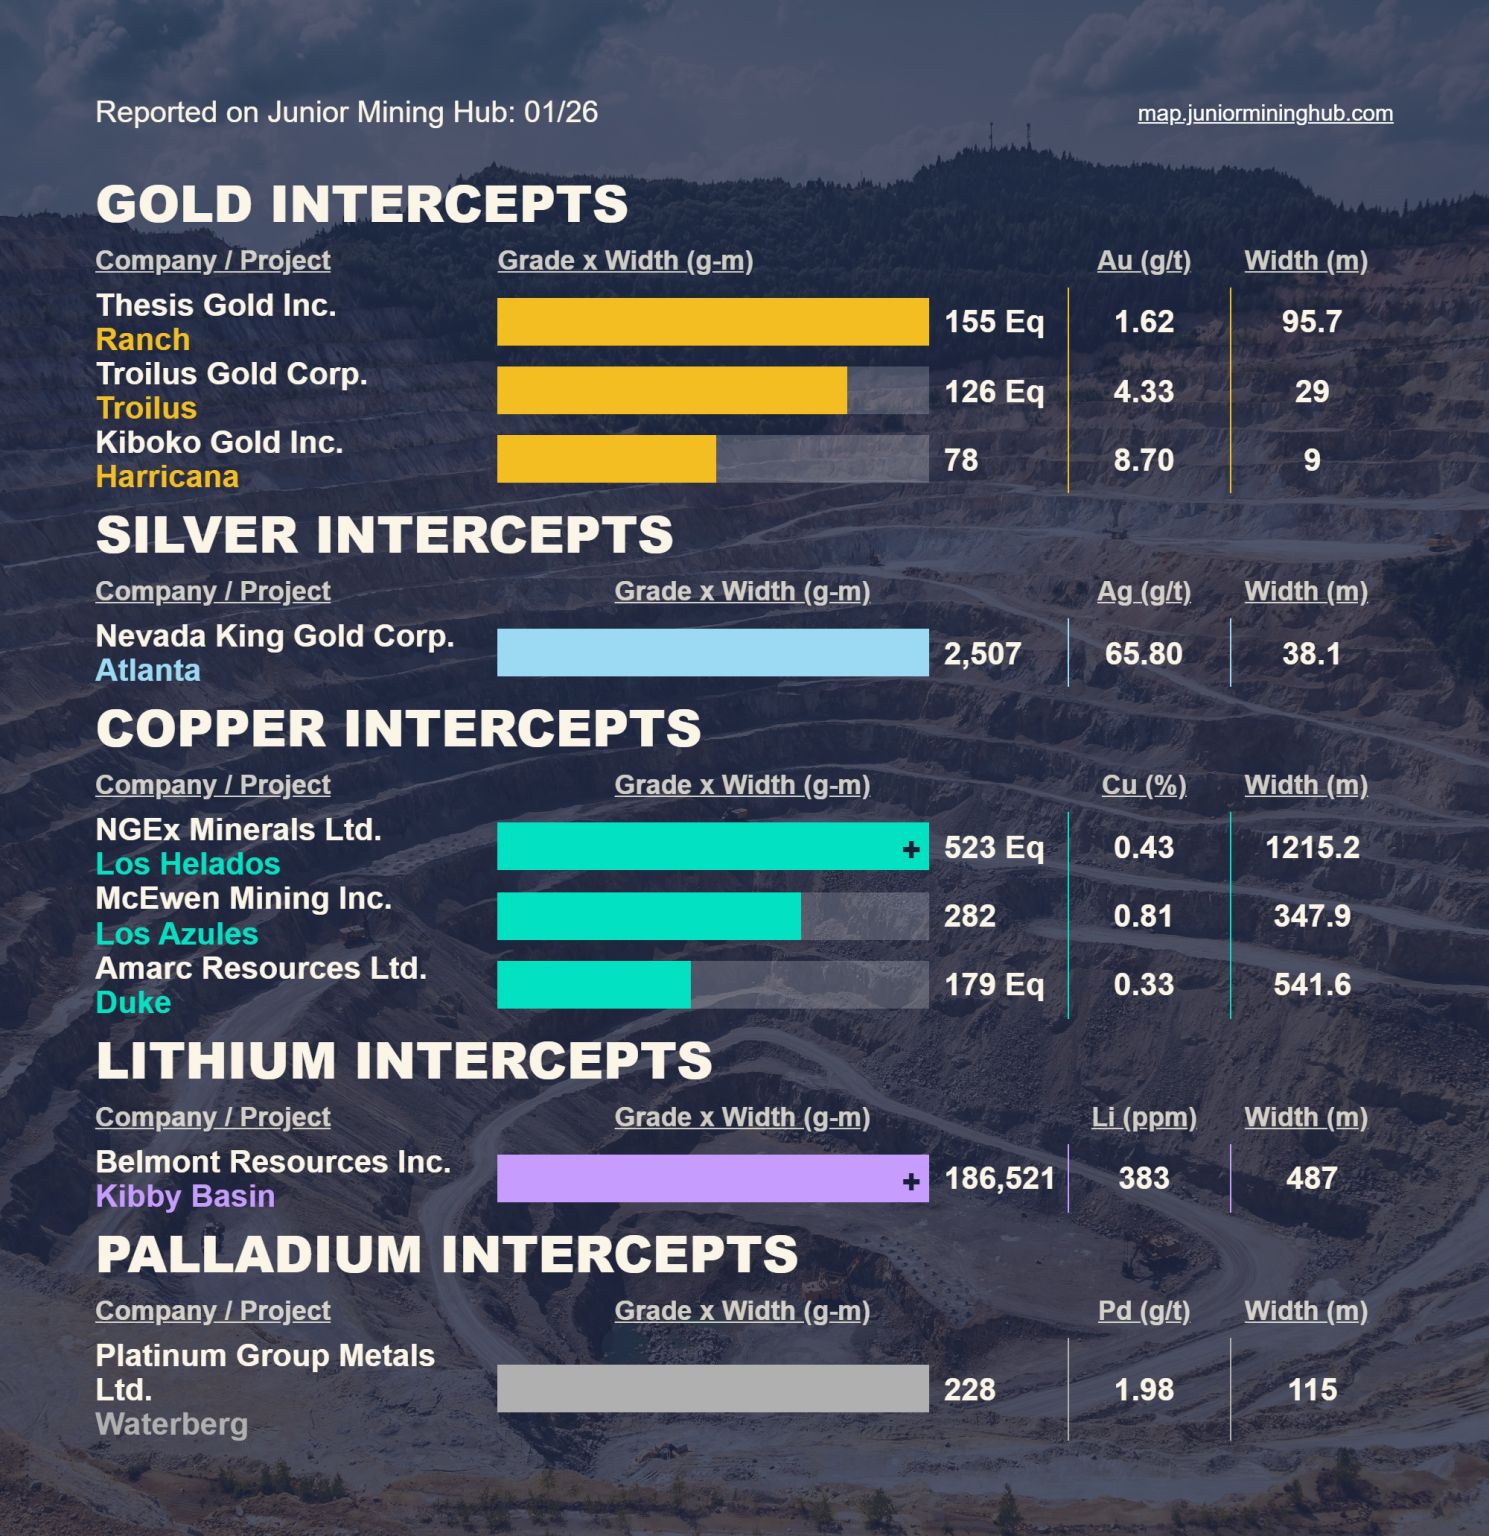 Reported on Junior Mining Hub: 01/26
map.juniormininghub.com
GOLD INTERCEPTS
Company / Project Grade x Width (g-m) Au (g/t) Width (m)
Thesis Gold Inc.
Ranch
155 Eq 1.62 95.7
Troilus Gold Corp.
Troilus
126 Eq 4.33 29
Kiboko Gold Inc.
Harricana
78 8.70 9
SILVER INTERCEPTS
Company / Project Grade x Width (g-m) Ag (g/t) Width (m)
Nevada King Gold Corp.
Atlanta
2,507 65.80 38.1
COPPER INTERCEPTS
Company / Project Grade x Width (g-m) Cu (%) Width (m)
NGEx Minerals Ltd.
Los Helados
+ 523 Eq 0.43 1215.2
McEwen Mining Inc.
Los Azules
282 0.81 347.9
Amarc Resources Ltd.
Duke
179 Eq 0.33 541.6
LITHIUM INTERCEPTS
Company / Project Grade x Width (g-m) Li (ppm) Width (m)
Belmont Resources Inc.
Kibby Basin
+ 186,521 383 487
PALLADIUM INTERCEPTS
Company / Project Grade x Width (g-m) Pd (g/t) Width (m)
Platinum Group Metals
Ltd.
Waterberg
228 1.98 115